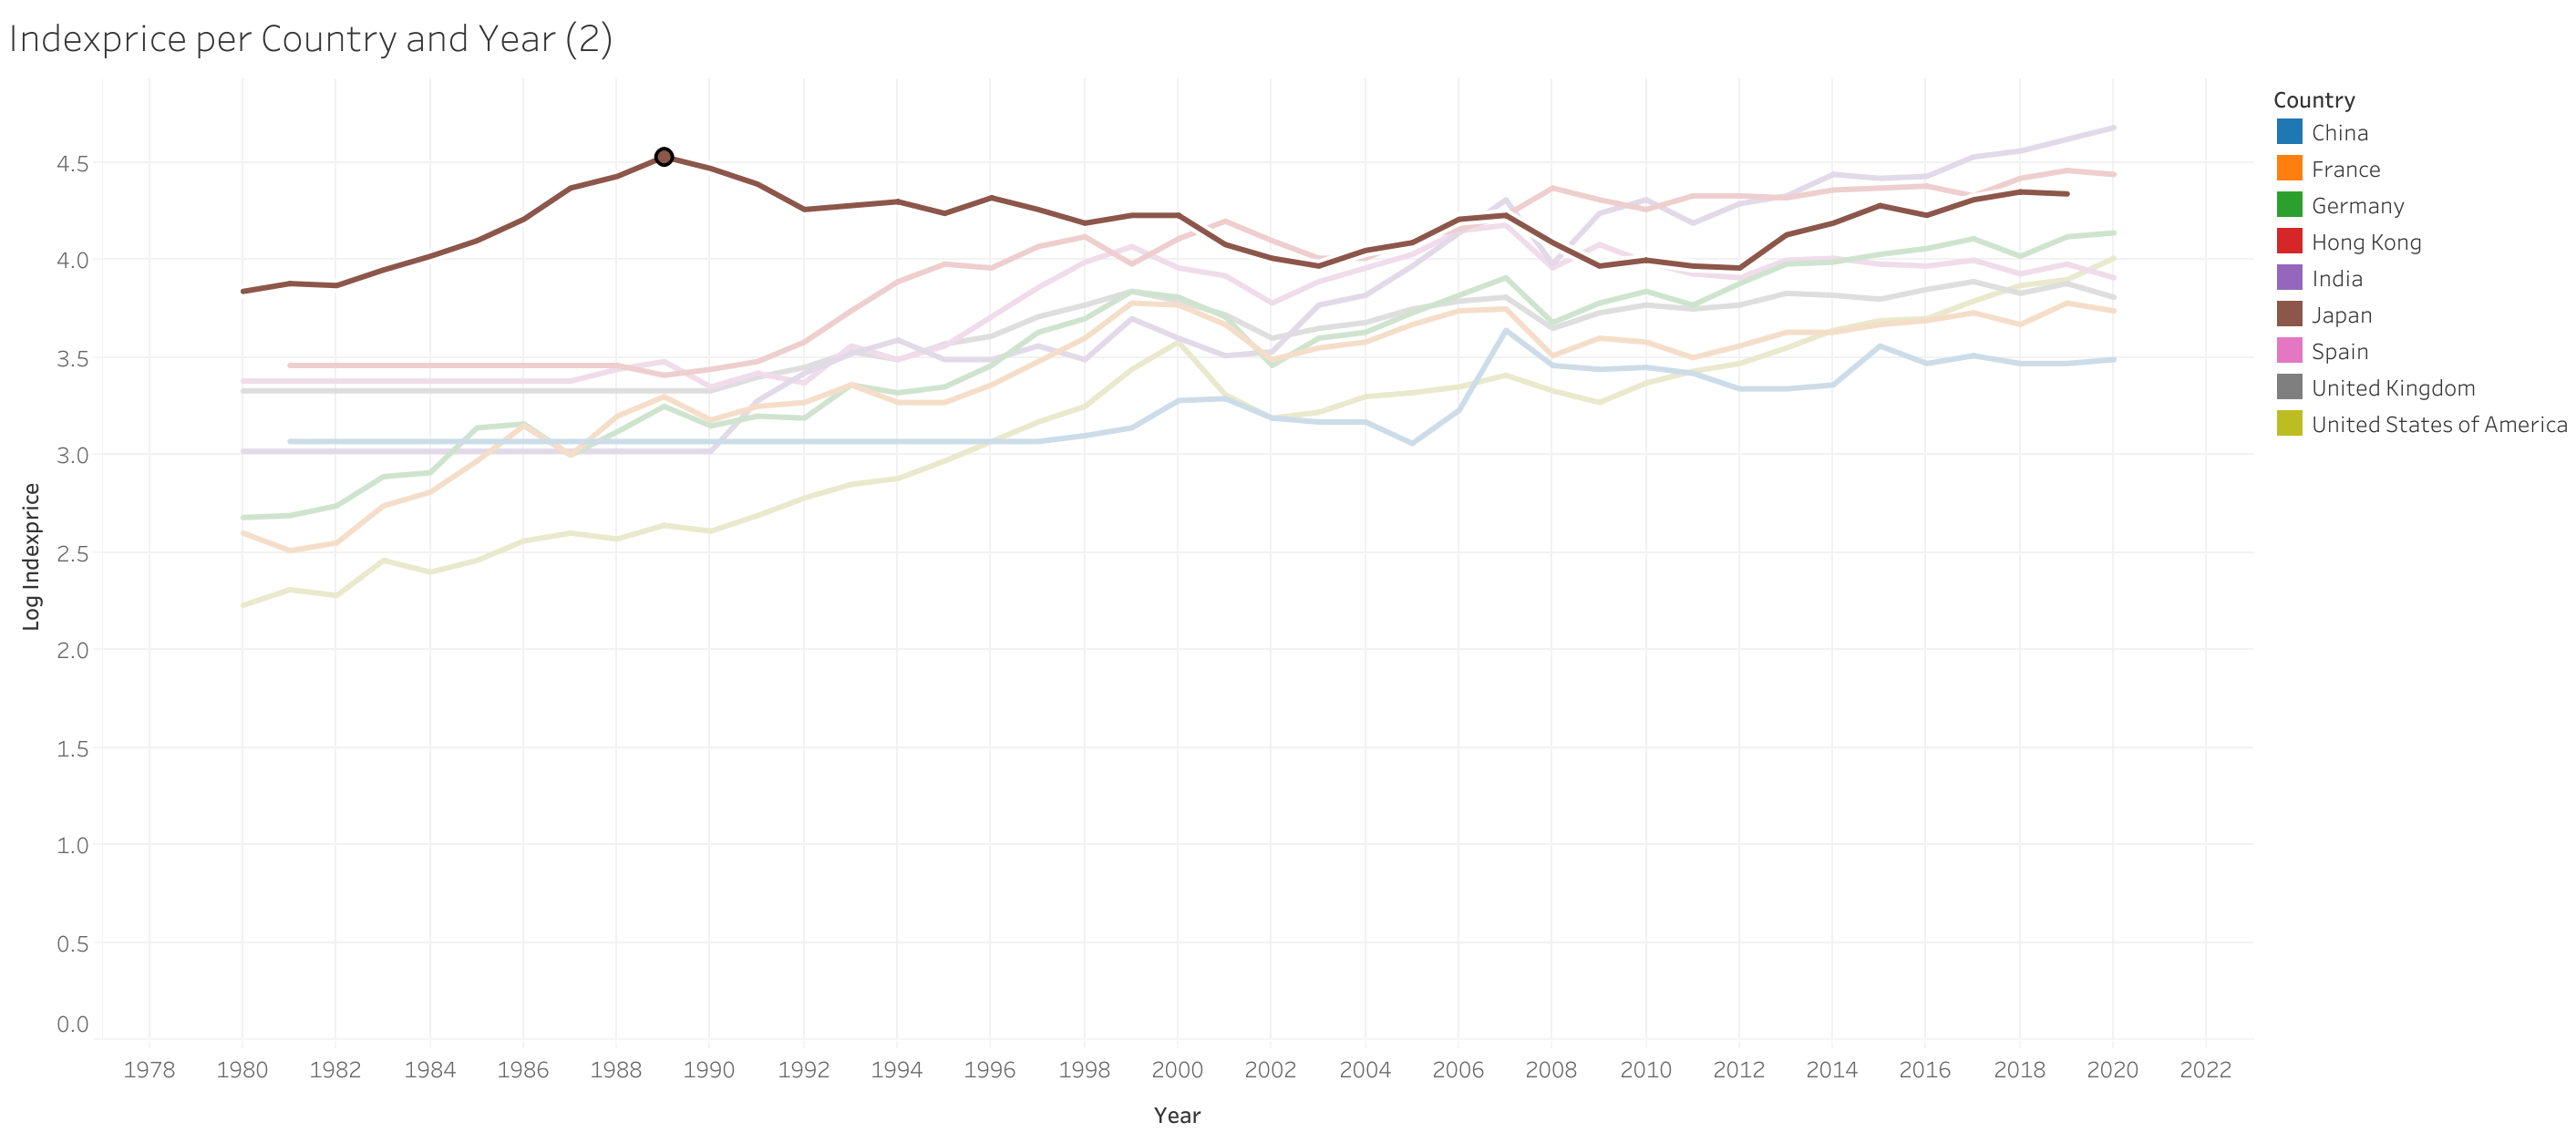 Indexprice per Country and Year (2)
Country
China
France
Germany
Hong Kong
India
Japan
Spain
United Kingdom
United States of America
Log Indexprice
4.5
4.0
3.5
3.0
2.5
2.0
1.5
1.0
0.5
0.0
1978 1980 1982 1984 1986 1988 1990 1992 1994 1996 1998 2000 2002 2004 2006 2008 2010 2012 2014 2016 2018 2020 2022
Year